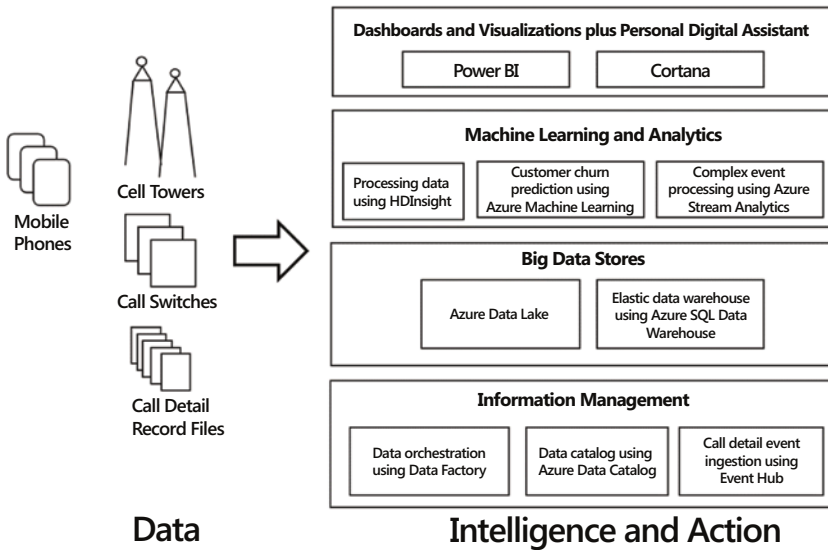 Mobile
Phones
Cell Towers
Call Switches
Call Detail
Record Files
Data
Dashboards and Visualizations plus Personal Digital Assistant
Power BI
Cortana
Machine Learning and Analytics
Processing data
using HDInsight
Customer churn
prediction using
Azure Machine Learning
Complex event
processing using Azure
Stream Analytics
Big Data Stores
Azure Data Lake
Elastic data warehouse
using Azure SQL Data
Warehouse
Information Management
Data orchestration
using Data Factory
Data catalog using
Azure Data Catalog
Call detail event
ingestion using
Event Hub
Intelligence and Action